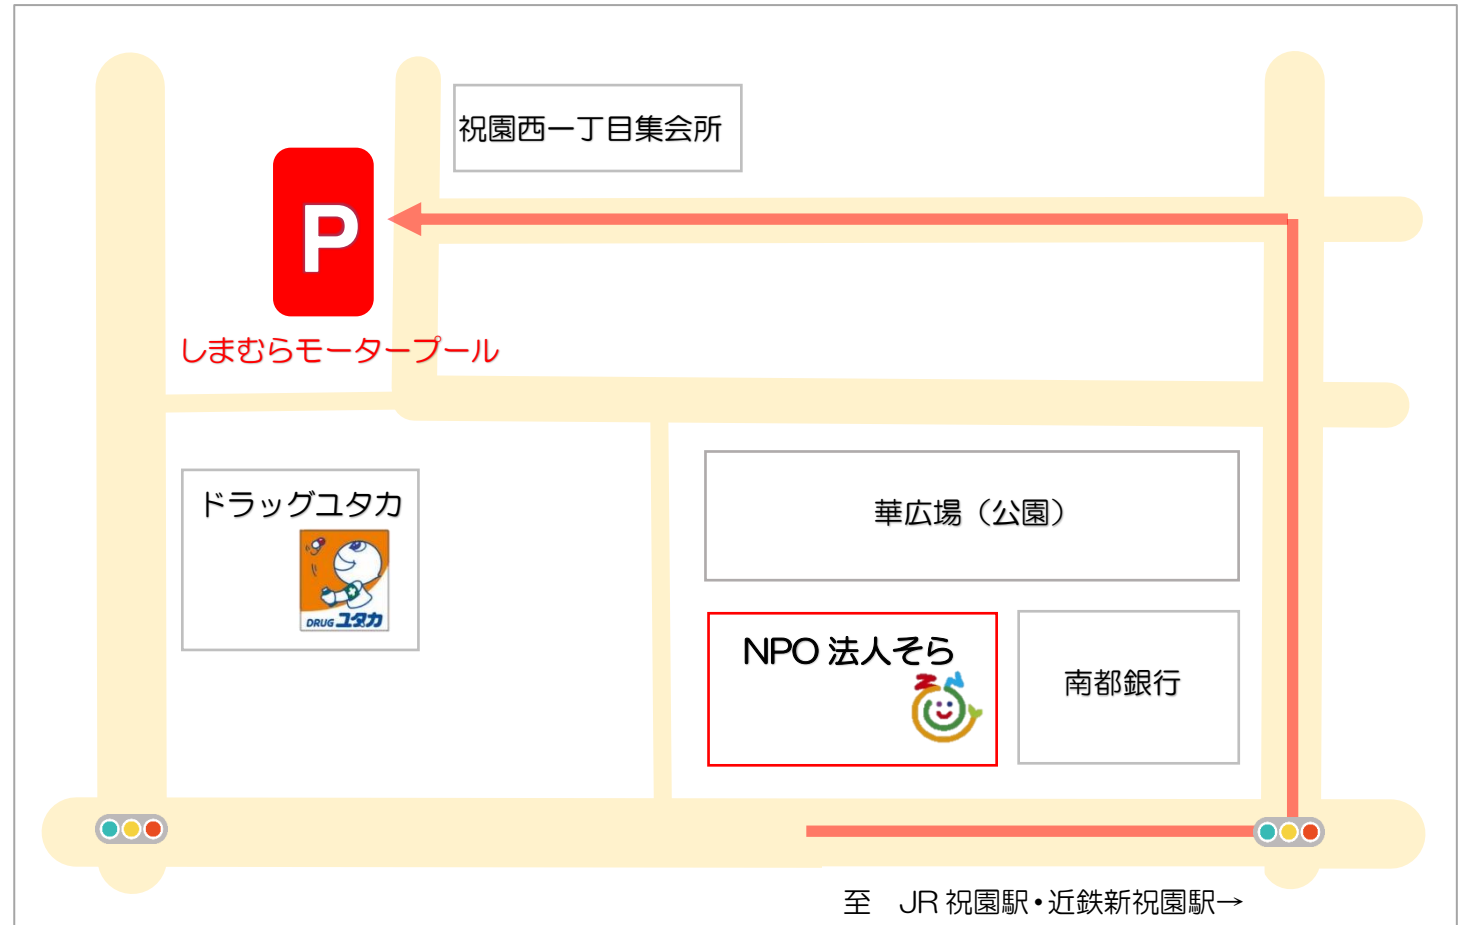 祝園西一丁目集会所
P
しまむらモータープール
ドラッグユタカ
DRUG ユタカ
華広場（公園）
NPO 法人そら
南都銀行
至　JR 祝園駅・近鉄新祝園駅→